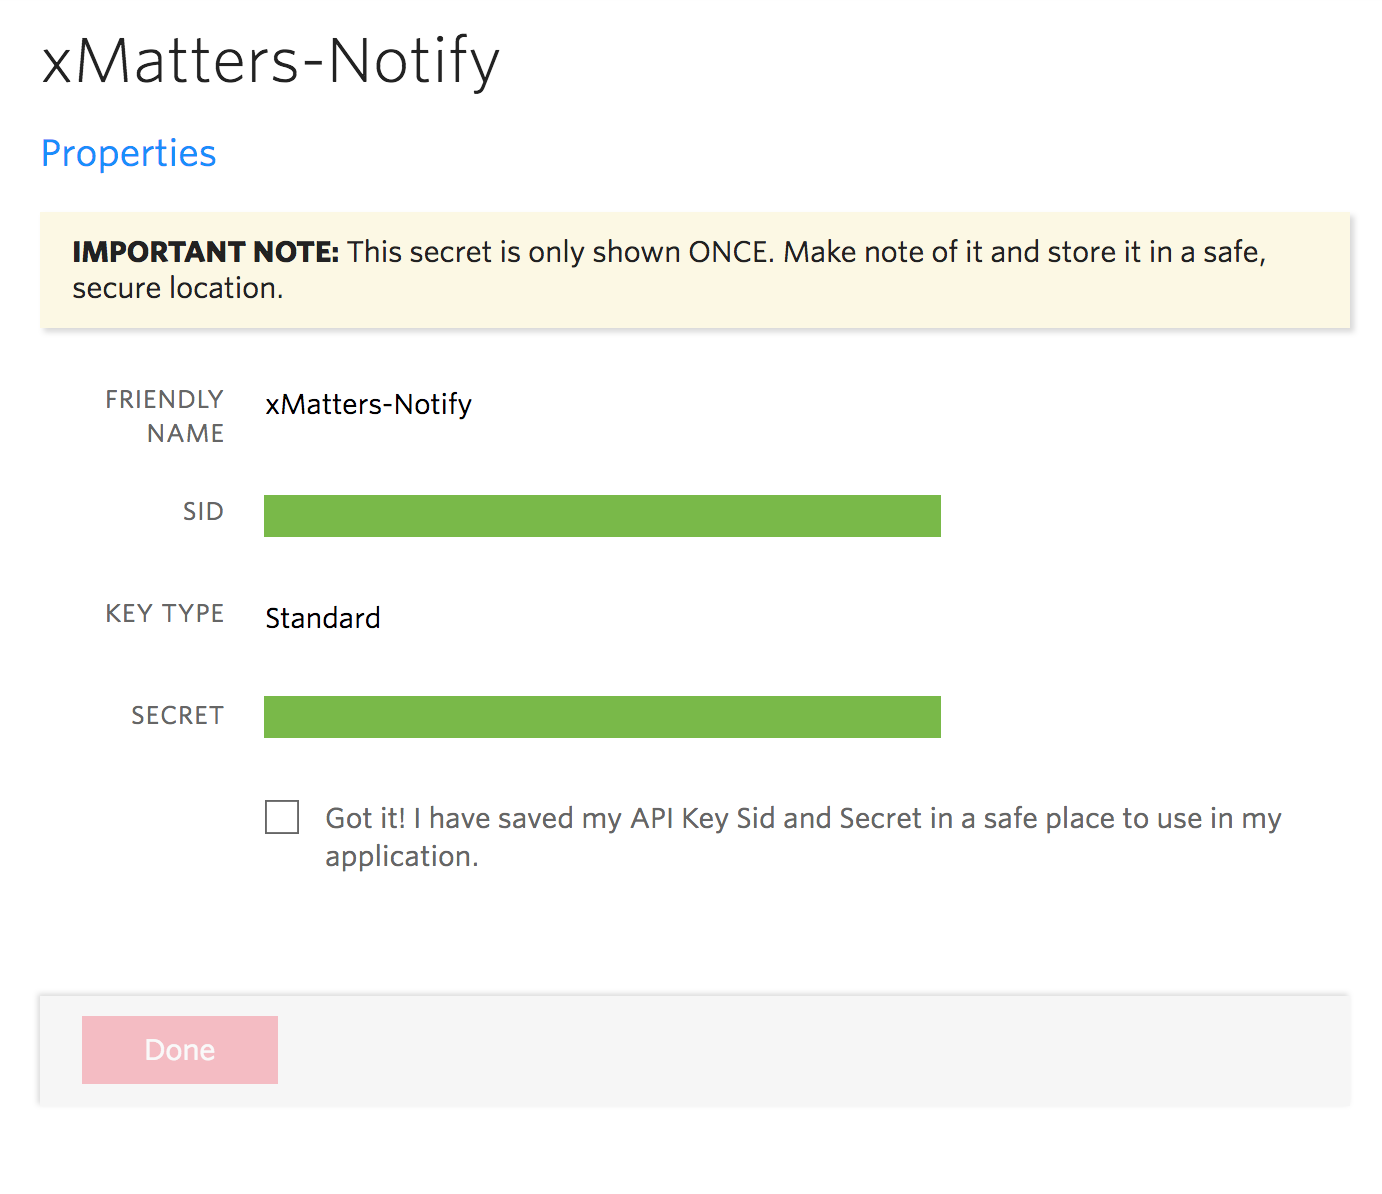 xMatters-Notify
Properties
IMPORTANT NOTE: This secret is only shown ONCE. Make note of it and store it in a safe,
secure location.
FRIENDLY
NAME
xMatters-Notify
SID
KEY TYPE
Standard
SECRET
Got it! I have saved my API Key Sid and Secret in a safe place to use in my
application.
Done